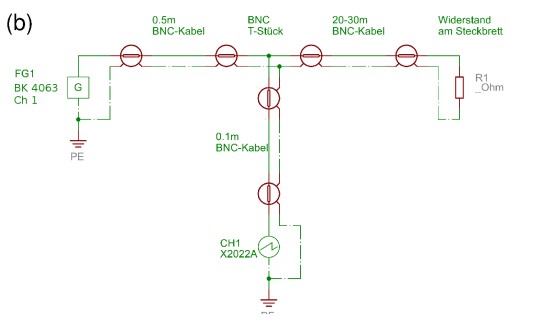 (b)
0.5m
BNC-Kabel
BNC
T-Stück
20-30m
BNC-Kabel
Widerstand
am Steckbrett
FG1
BK 4063
Ch 1
G
R1
_Ohm
PE
0.1m
BNC-Kabel
CH1
X2022A